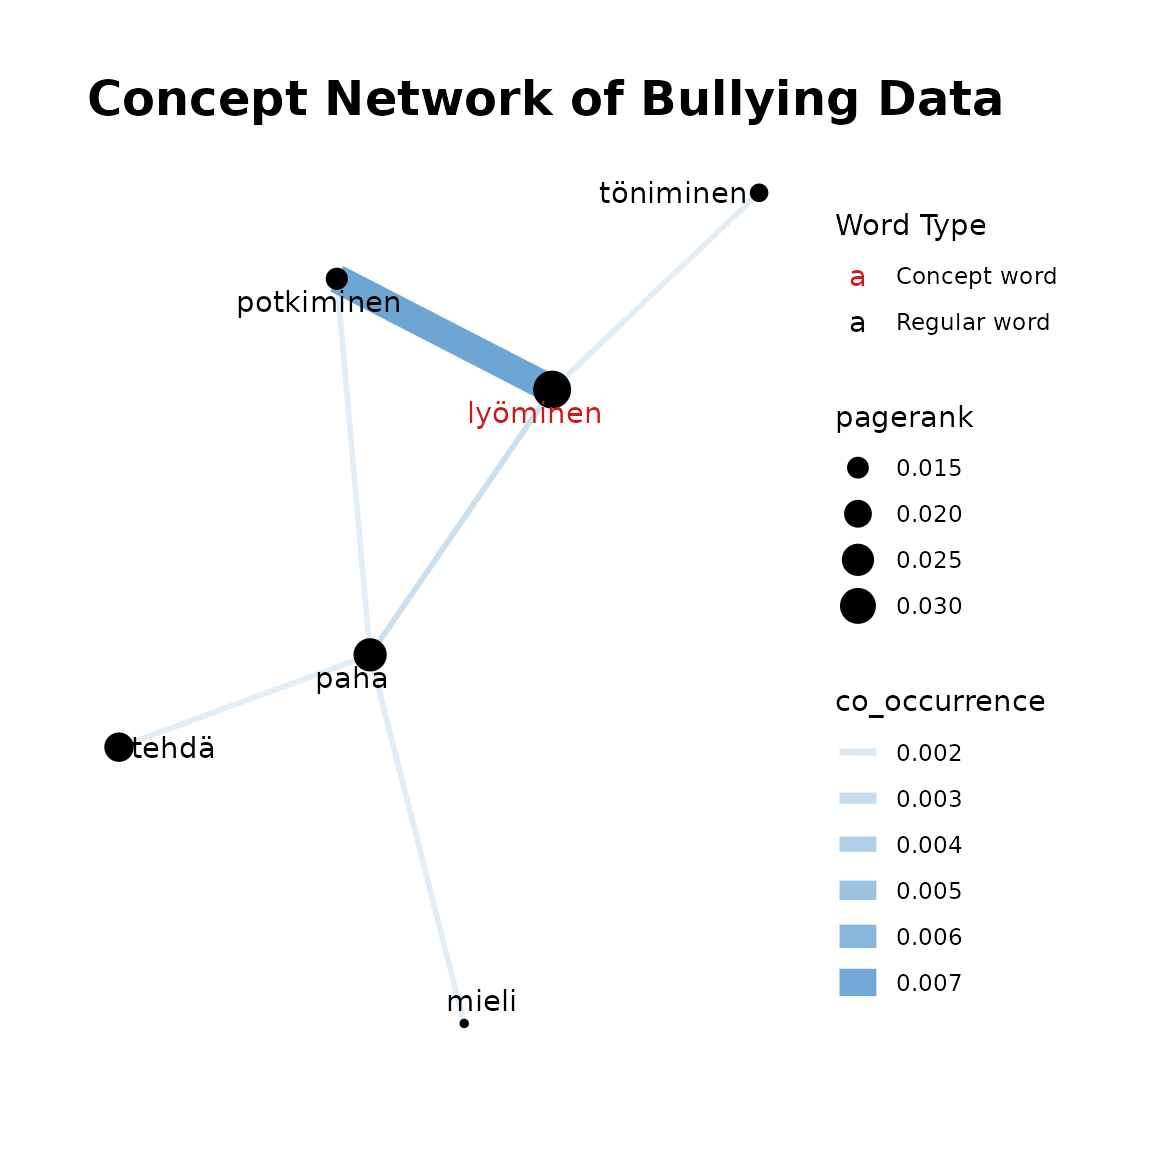 Concept Network of Bullying Data
töniminen
potkiminen
lyöminen
paha
tehdä
mieli
Word Type
a Concept word
a Regular word
pagerank
0.015
0.020
0.025
0.030
co_occurrence
0.002
0.003
0.004
0.005
0.006
0.007